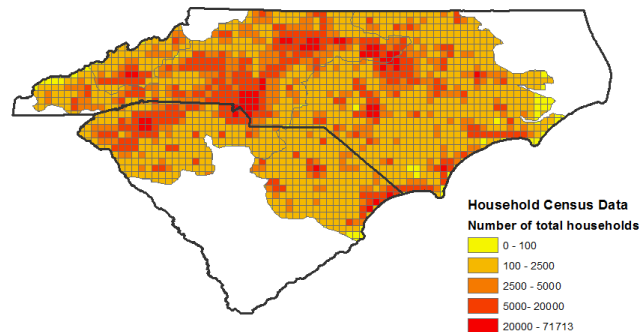 Household Census Data
Number of total households
0 - 100
100 - 2500
2500 - 5000
5000- 20000
20000 - 71713